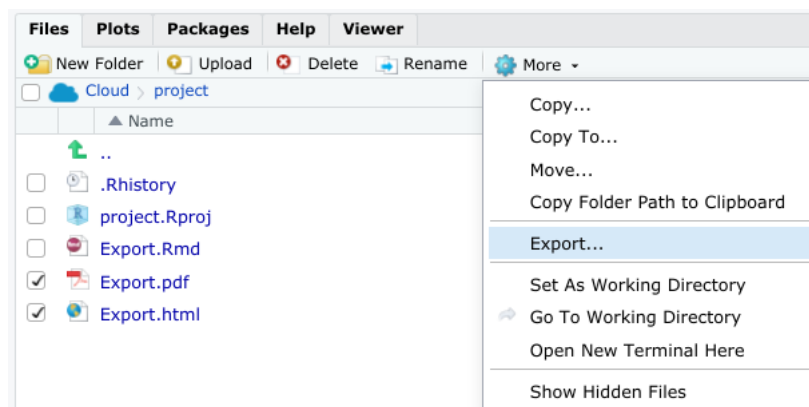 Files Plots Packages Help Viewer
New Folder Upload Delete Rename More
Cloud project
Name
..
.Rhistory
project.Rproj
Export.Rmd
Export.pdf
Export.html
Copy...
Copy To...
Move...
Copy Folder Path to Clipboard
Export...
Set As Working Directory
Go To Working Directory
Open New Terminal Here
Show Hidden Files